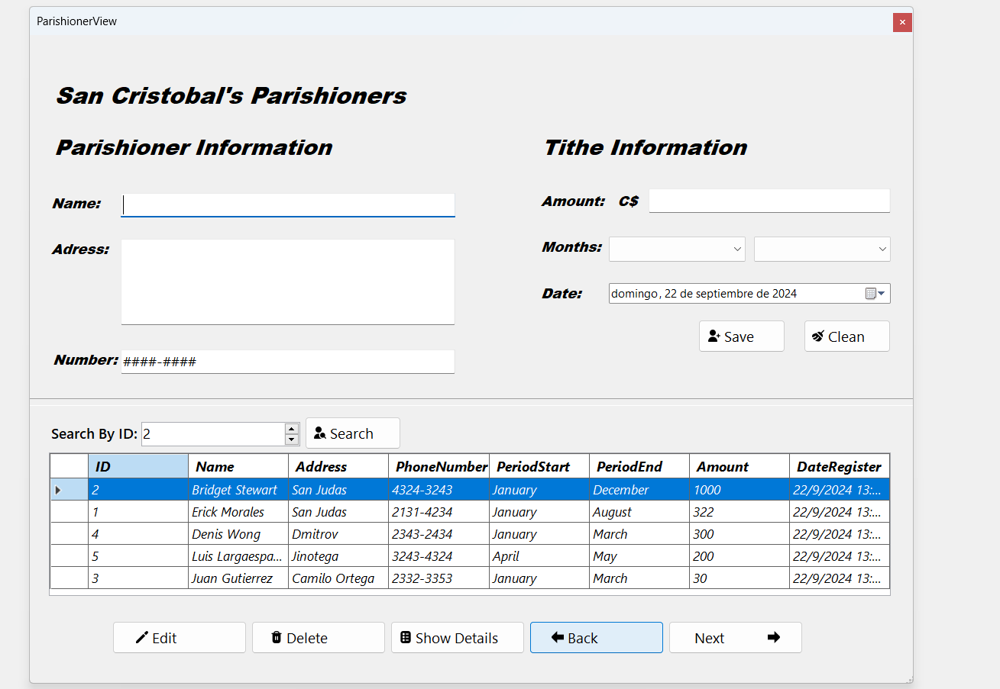 ParishionerView
San Cristobal's Parishioners
Parishioner Information
Tithe Information
Name:
Amount: C$
Adress:
Months:
Date: domingo, 22 de septiembre de 2024
Save Clean
Number: ####-####
Search By ID: 2 Search
ID Name Address PhoneNumber PeriodStart PeriodEnd Amount DateRegister
2 Bridget Stewart San Judas 4324-3243 January December 1000 22/9/2024 13:...
1 Erick Morales San Judas 2131-4234 January August 322 22/9/2024 13:...
4 Denis Wong Dmitrov 2343-2434 January March 300 22/9/2024 13:...
5 Luis Largaespa... Jinotega 3243-4324 April May 200 22/9/2024 13:...
3 Juan Gutierrez Camilo Ortega 2332-3353 January March 30 22/9/2024 13:...
Edit Delete Show Details Back Next